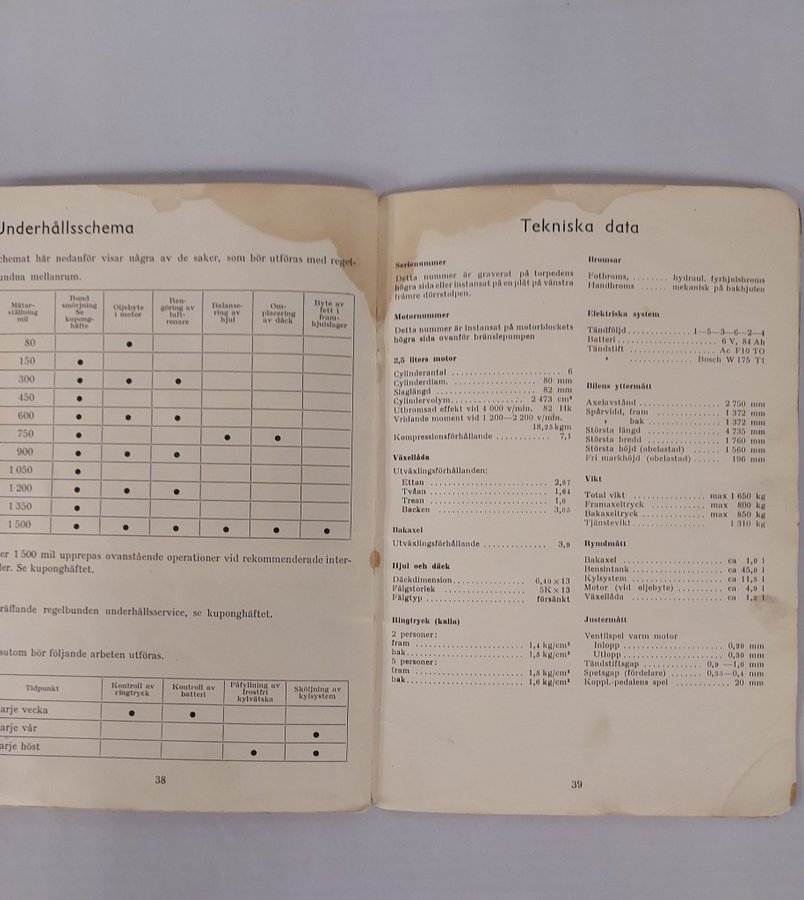 Underhållsschema
chemat här nedanför visar några av de saker, som bör utföras med regel-
undna mellanrum.
Mätar-
ställning
mil
Rund
smörjning
Se
kupong-
häfte
Oljebyte
i motor
Ren-
göring av
luft-
renare
Balanse-
ring av
hjul
Om-
placering
av däck
Byte av
fett i
fram-
hjulslager
80 ●
150 ●
300 ● ● ●
450 ●
600 ● ● ●
750 ● ● ●
900 ● ● ●
1 050 ●
1 200 ● ● ●
1 350 ●
1 500 ● ● ● ● ● ●
er 1 500 mil upprepas ovanstående operationer vid rekommenderade inter-
ler. Se kuponghäftet.
räffande regelbunden underhållsservice, se kuponghäftet.
sutom bör följande arbeten utföras.
Tidpunkt
Kontroll av
ringtryck
Kontroll av
batteri
Påfyllning av
frostfri
kylvätska
Sköljning av
kylsystem
arje vecka ● ●
arje vår ●
arje höst ● ●
38
Tekniska data
Serienummer
Detta nummer är graverat på torpedens
högra sida eller instansat på en plåt på vänstra
främre dörrstolpen.
Motornummer
Detta nummer är instansat på motorblockets
högra sida ovanför bränslepumpen
2,5 liters motor
Cylinderantal ........ 6
Cylinderdiam. ........ 80 mm
Slaglängd ........ 82 mm
Cylindervolym ........ 2 473 cm³
Utbromsad effekt vid 4 000 v/min. 82 Hk
Vridande moment vid 1 200—2 200 v/min.
18,25 kgm
Kompressionsförhållande ........ 7,1
Växellåda
Utväxlingsförhållanden:
Ettan ........ 2,87
Tvåan ........ 1,64
Trean ........ 1,0
Backen ........ 3,05
Bakaxel
Utväxlingsförhållande ........ 3,9
Hjul och däck
Däckdimension ........ 6,40 × 13
Fälgstorlek ........ 5K × 13
Fälgtyp ........ försänkt
Ringtryck (kalla)
2 personer:
fram ........ 1,4 kg/cm²
bak ........ 1,5 kg/cm²
5 personer:
fram ........ 1,5 kg/cm²
bak ........ 1,6 kg/cm²
Bromsar
Fotbroms, ........ hydraul, fyrhjulsbroms
Handbroms ........ mekanisk på bakhjulen
Elektriska system
Tändföljd ........ 1—5—3—6—2—4
Batteri ........ 6 V, 84 Ah
Tändstift ........ Ac F10 TO
» ........ Bosch W 175 T1
Bilens yttermått
Axelavstånd ........ 2 750 mm
Spårvidd, fram ........ 1 372 mm
» bak ........ 1 372 mm
Största längd ........ 4 735 mm
Största bredd ........ 1 760 mm
Största höjd (obelastad) ........ 1 560 mm
Fri markhöjd (obelastad) ........ 196 mm
Vikt
Total vikt ........ max 1 650 kg
Framaxeltryck ........ max 800 kg
Bakaxeltryck ........ max 850 kg
Tjänstevikt ........ 1 310 kg
Rymdmått
Bakaxel ........ ca 1,0 l
Bensintank ........ ca 45,0 l
Kylsystem ........ ca 11,5 l
Motor (vid oljebyte) ........ ca 4,0 l
Växellåda ........ ca 1,2 l
Justermått
Ventilspel varm motor
Inlopp ........ 0,20 mm
Utlopp ........ 0,30 mm
Tändstiftsgap ........ 0,9 —1,0 mm
Spetsgap (fördelare) ........ 0,35—0,4 mm
Koppl.-pedalens spel ........ 20 mm
39